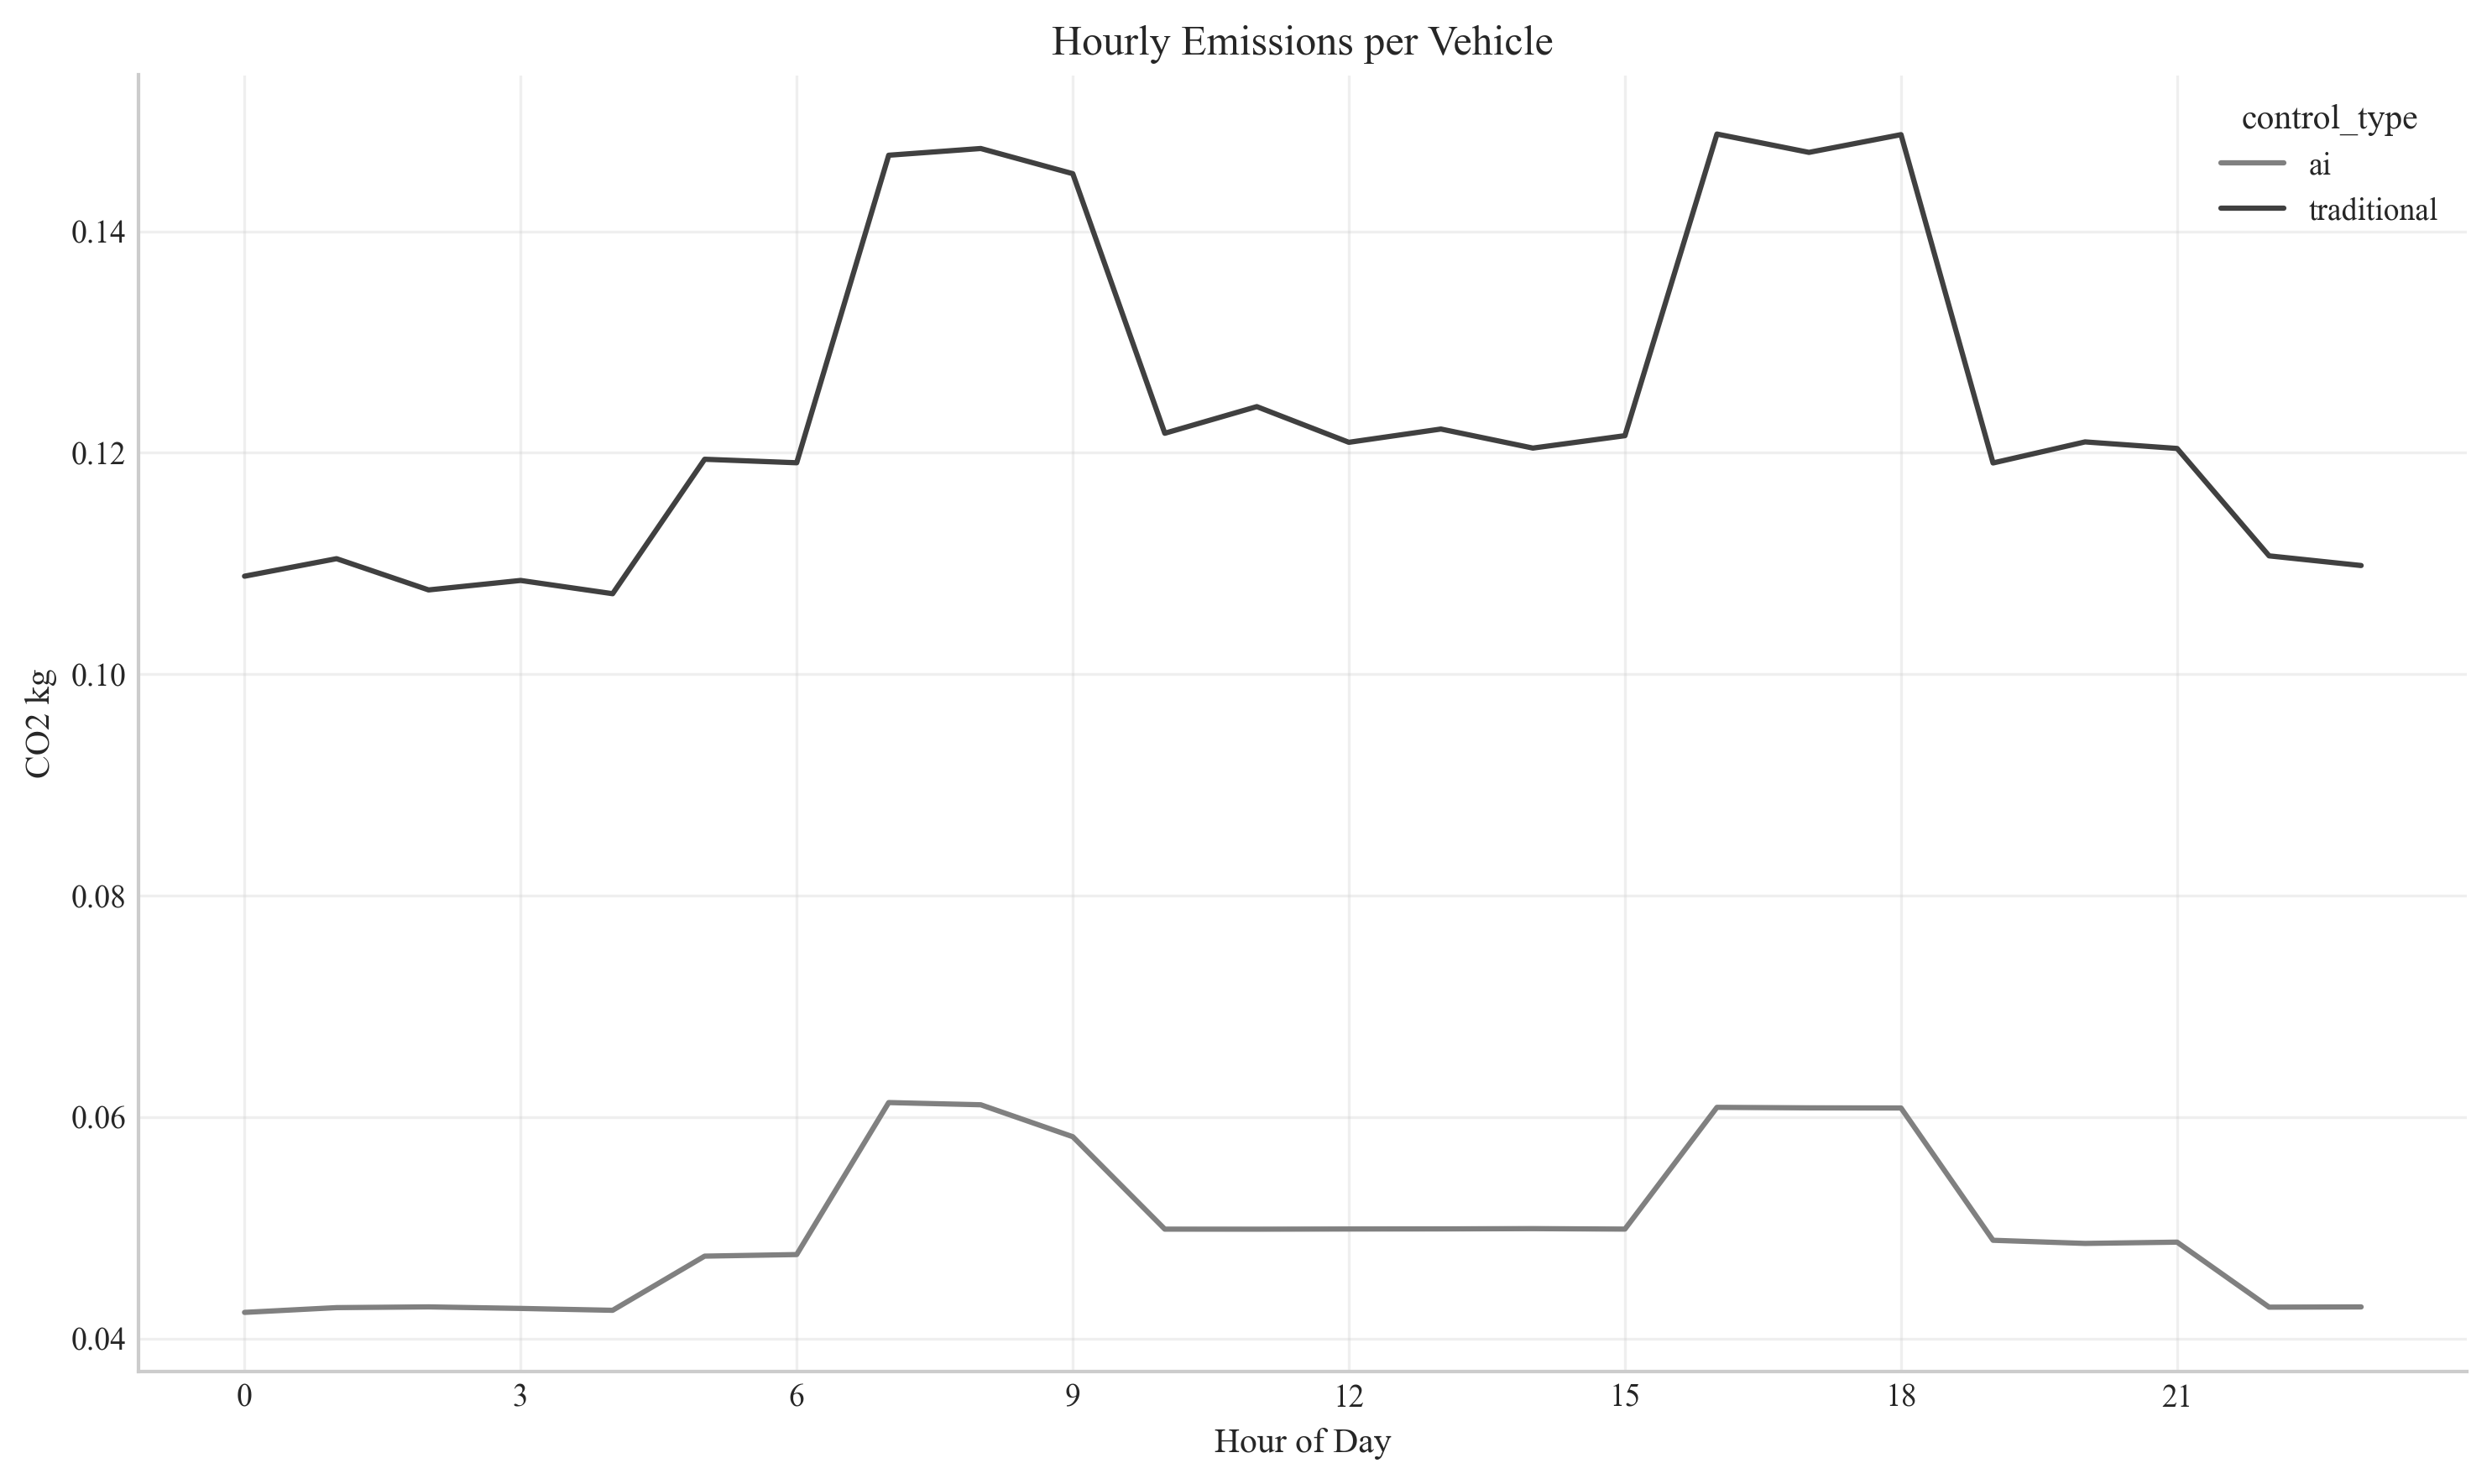 Hourly Emissions per Vehicle
control_type
ai
traditional
CO2 kg
0.14
0.12
0.10
0.08
0.06
0.04
0 3 6 9 12 15 18 21
Hour of Day